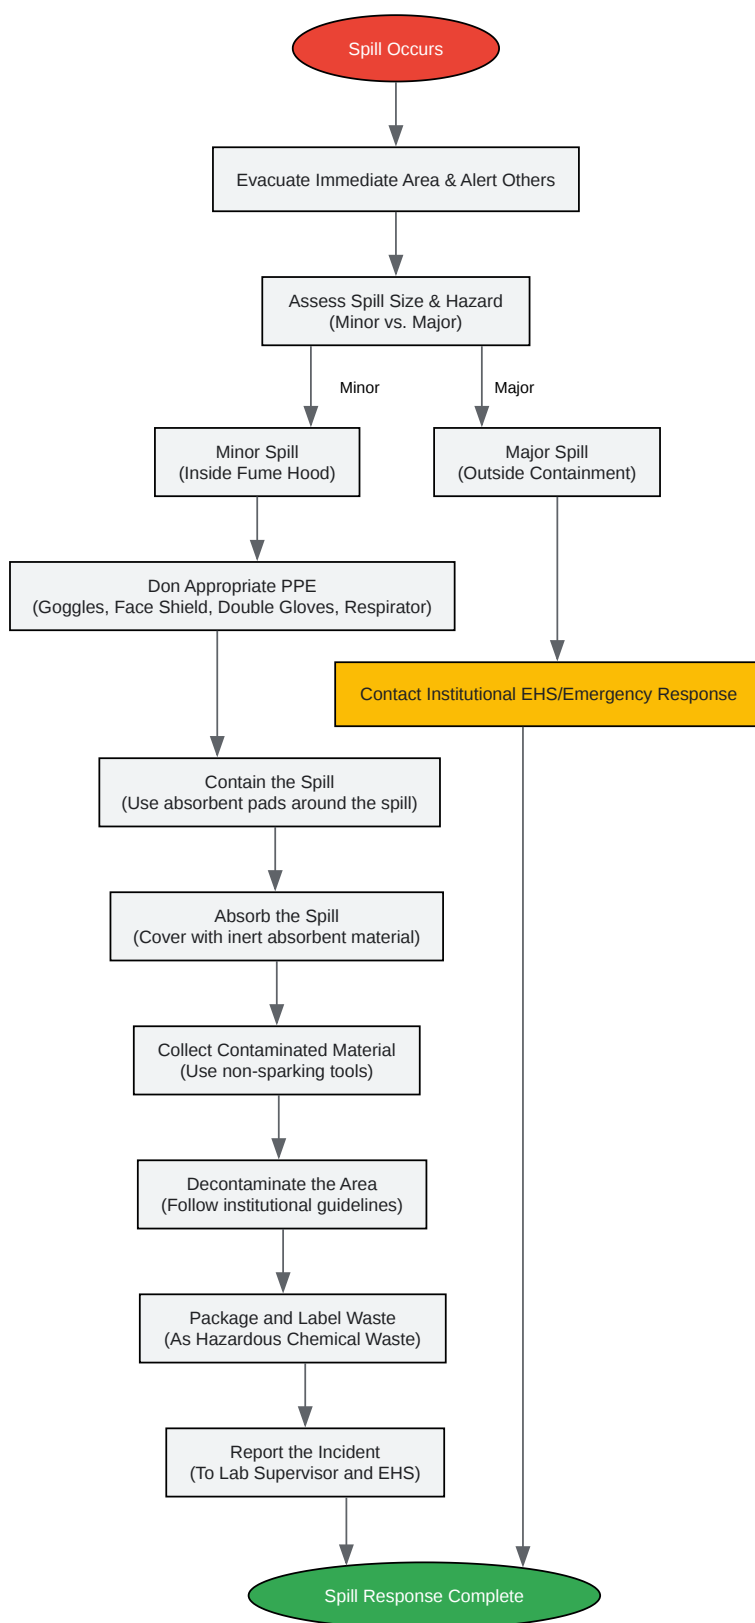 Spill Occurs
Evacuate Immediate Area & Alert Others
Assess Spill Size & Hazard
(Minor vs. Major)
Minor
Major
Minor Spill
(Inside Fume Hood)
Major Spill
(Outside Containment)
Don Appropriate PPE
(Goggles, Face Shield, Double Gloves, Respirator)
Contact Institutional EHS/Emergency Response
Contain the Spill
(Use absorbent pads around the spill)
Absorb the Spill
(Cover with inert absorbent material)
Collect Contaminated Material
(Use non-sparking tools)
Decontaminate the Area
(Follow institutional guidelines)
Package and Label Waste
(As Hazardous Chemical Waste)
Report the Incident
(To Lab Supervisor and EHS)
Spill Response Complete